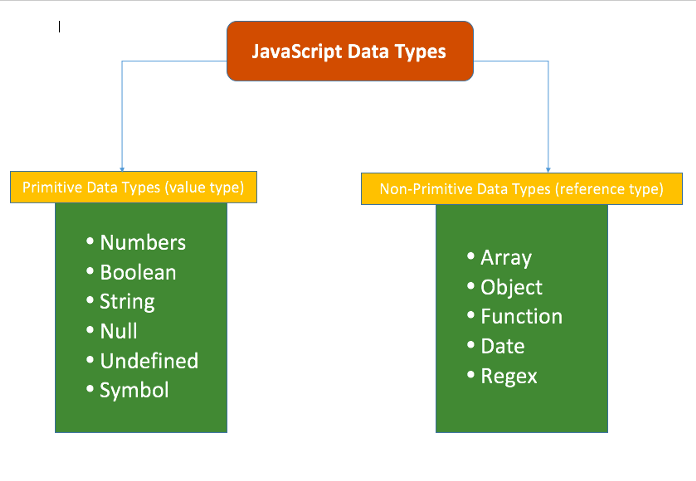 JavaScript Data Types
Primitive Data Types (value type)
• Numbers
• Boolean
• String
• Null
• Undefined
• Symbol
Non-Primitive Data Types (reference type)
• Array
• Object
• Function
• Date
• Regex